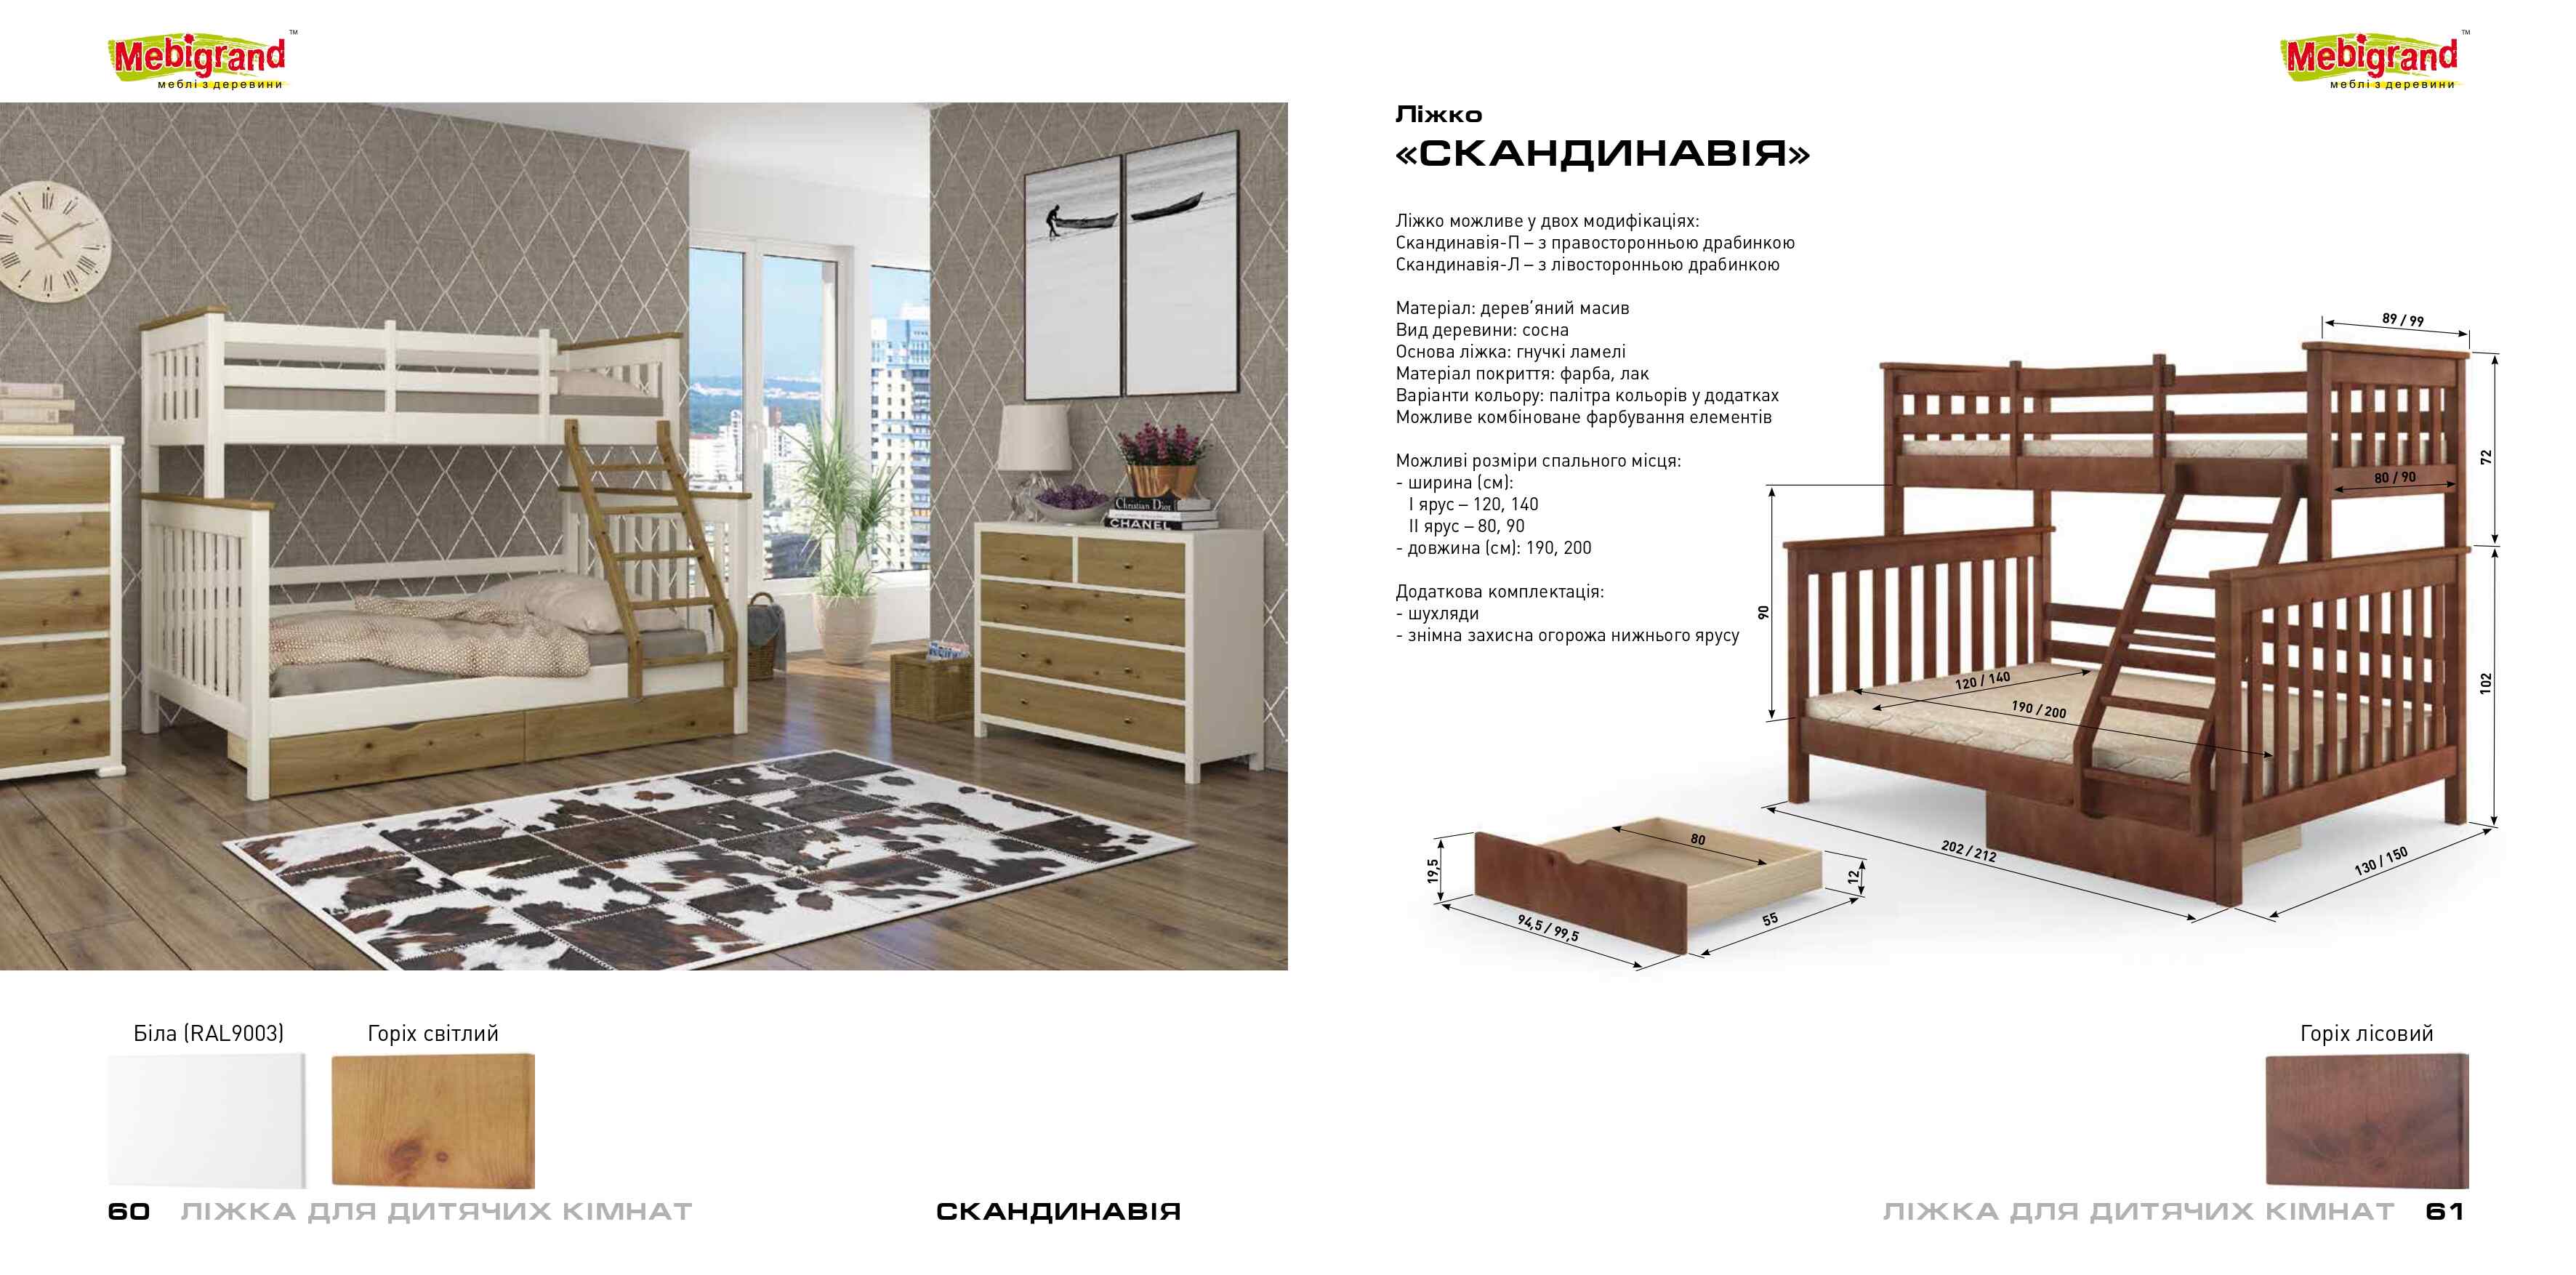 Mebigrand TM
меблі з деревини
Christian Dior
CHANEL
Біла (RAL9003)
Горіх світлий
60 ЛІЖКА ДЛЯ ДИТЯЧИХ КІМНАТ
СКАНДИНАВІЯ
Mebigrand TM
меблі з деревини
Ліжко
«СКАНДИНАВІЯ»
Ліжко можливе у двох модифікаціях:
Скандинавія-П – з правосторонньою драбинкою
Скандинавія-Л – з лівосторонньою драбинкою
Матеріал: дерев’яний масив
Вид деревини: сосна
Основа ліжка: гнучкі ламелі
Матеріал покриття: фарба, лак
Варіанти кольору: палітра кольорів у додатках
Можливе комбіноване фарбування елементів
Можливі розміри спального місця:
- ширина (см):
I ярус – 120, 140
II ярус – 80, 90
- довжина (см): 190, 200
Додаткова комплектація:
- шухляди
- знімна захисна огорожа нижнього ярусу
89 / 99
72
80 / 90
90
120 / 140
190 / 200
102
202 / 212
130 / 150
80
19,5
12
94,5 / 99,5
55
Горіх лісовий
ЛІЖКА ДЛЯ ДИТЯЧИХ КІМНАТ 61